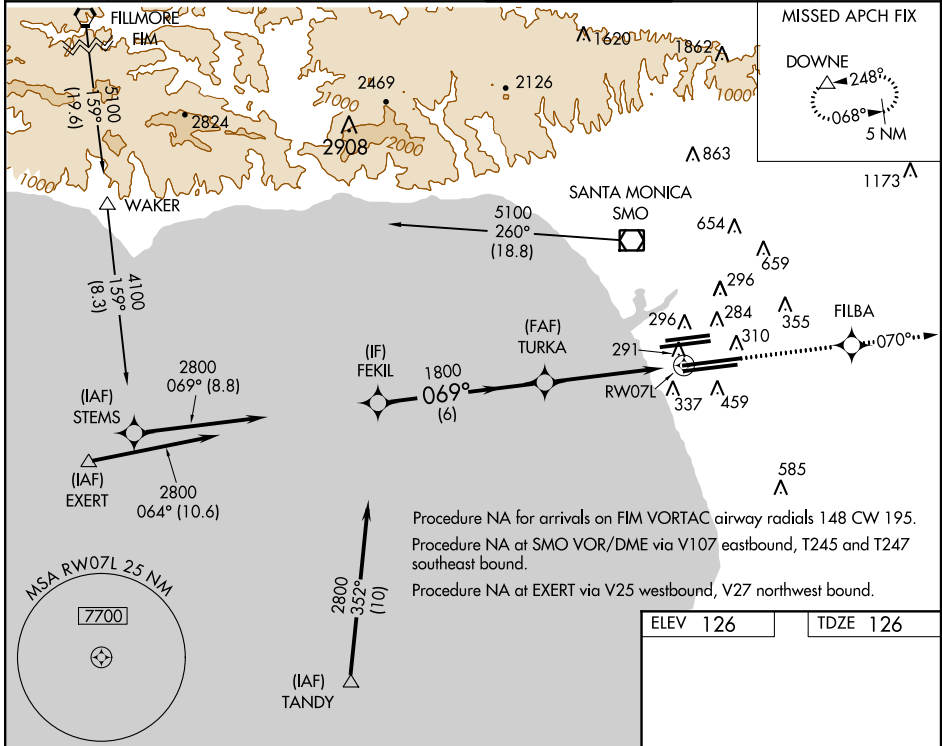 FILLMORE
FIM
5100
159°
(19.6)
1000
2824
2469
2126
1000
2908
2000
1000
1620
1862
1000
MISSED APCH FIX
DOWNE
248°
068°
5 NM
863
1173
WAKER
SANTA MONICA
SMO
5100
260°
(18.8)
654
659
4100
159°
(8.3)
296
284
296
310
355
291
FILBA
070°
RW07L
337
459
(FAF)
TURKA
(IF)
FEKIL
1800
069°
(6)
2800
069° (8.8)
(IAF)
STEMS
(IAF)
EXERT
2800
064° (10.6)
585
Procedure NA for arrivals on FIM VORTAC airway radials 148 CW 195.
Procedure NA at SMO VOR/DME via V107 eastbound, T245 and T247
southeast bound.
Procedure NA at EXERT via V25 westbound, V27 northwest bound.
MSA RW07L 25 NM
7700
2800
352°
(10)
(IAF)
TANDY
ELEV 126
TDZE 126